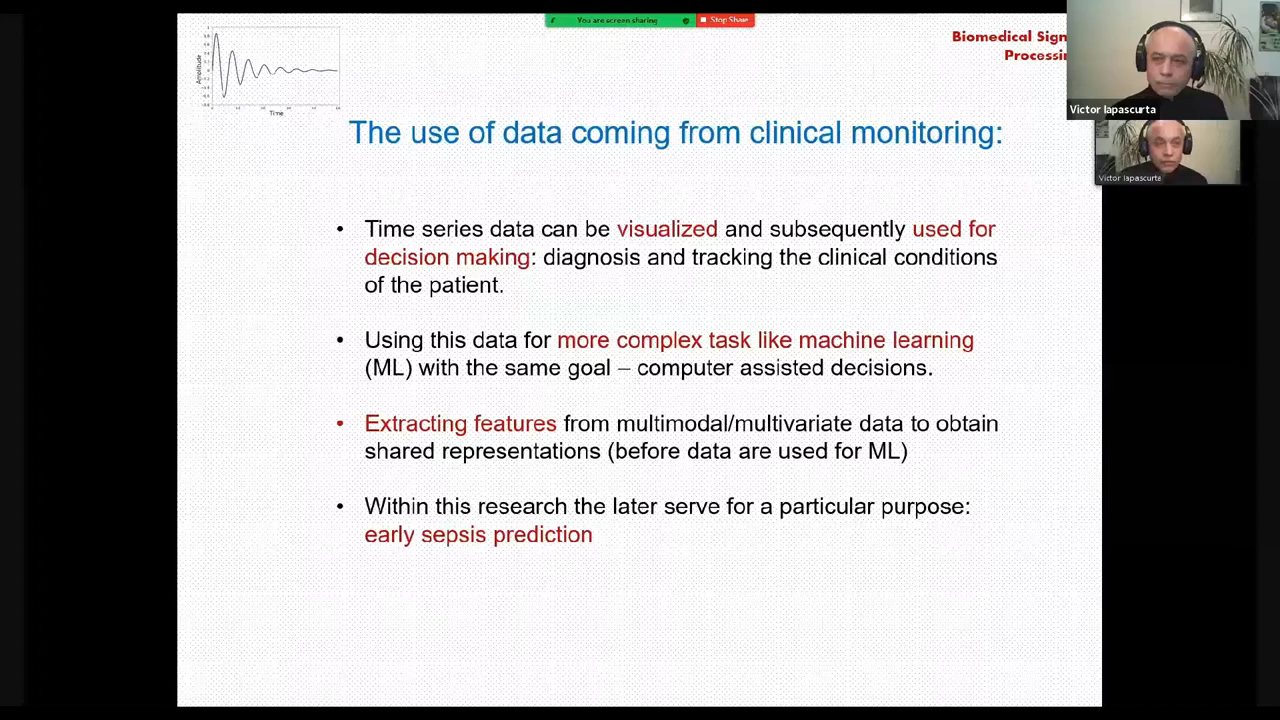 You are screen sharing
Stop Share
Biomedical Sign
Processin
Amplitude
Time
Victor Iapascurta
Victor Iapascurta
The use of data coming from clinical monitoring:
• Time series data can be visualized and subsequently used for
decision making: diagnosis and tracking the clinical conditions
of the patient.
• Using this data for more complex task like machine learning
(ML) with the same goal – computer assisted decisions.
• Extracting features from multimodal/multivariate data to obtain
shared representations (before data are used for ML)
• Within this research the later serve for a particular purpose:
early sepsis prediction